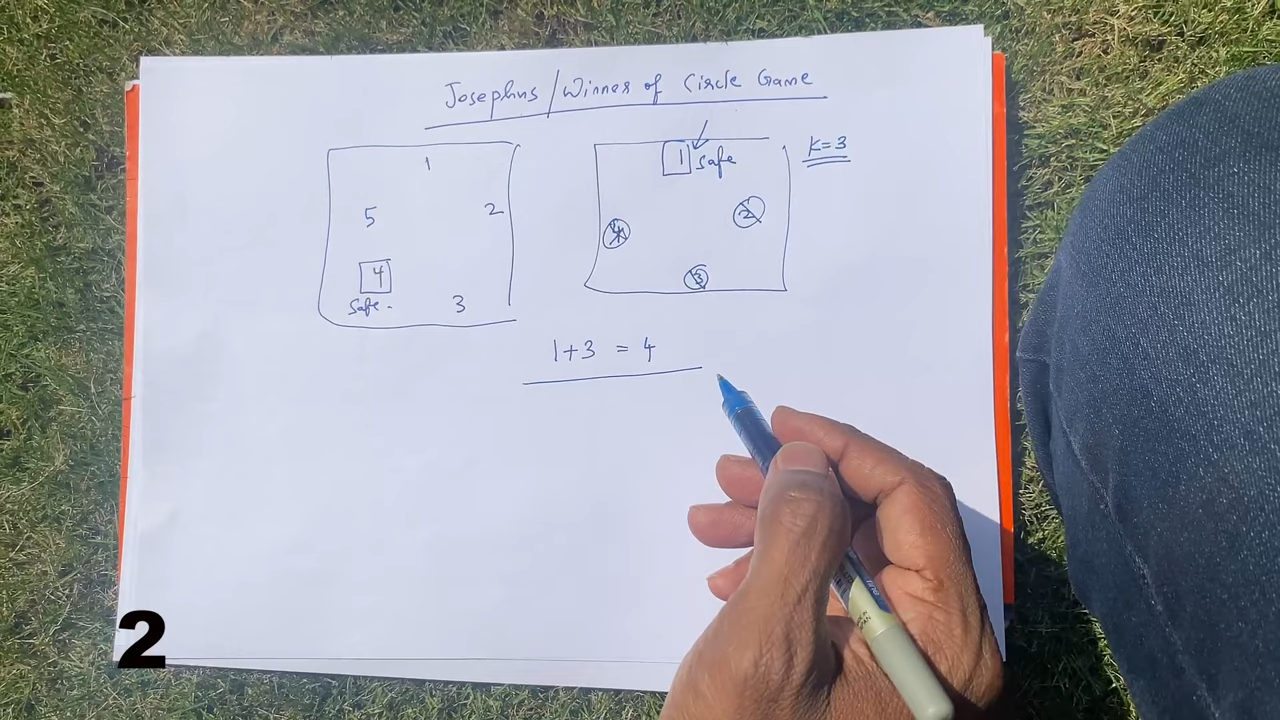 Josephus/Winner of Circle Game
1
5
2
4
Safe-
3
1 Safe
4
2
3
K=3
1+3 = 4
2